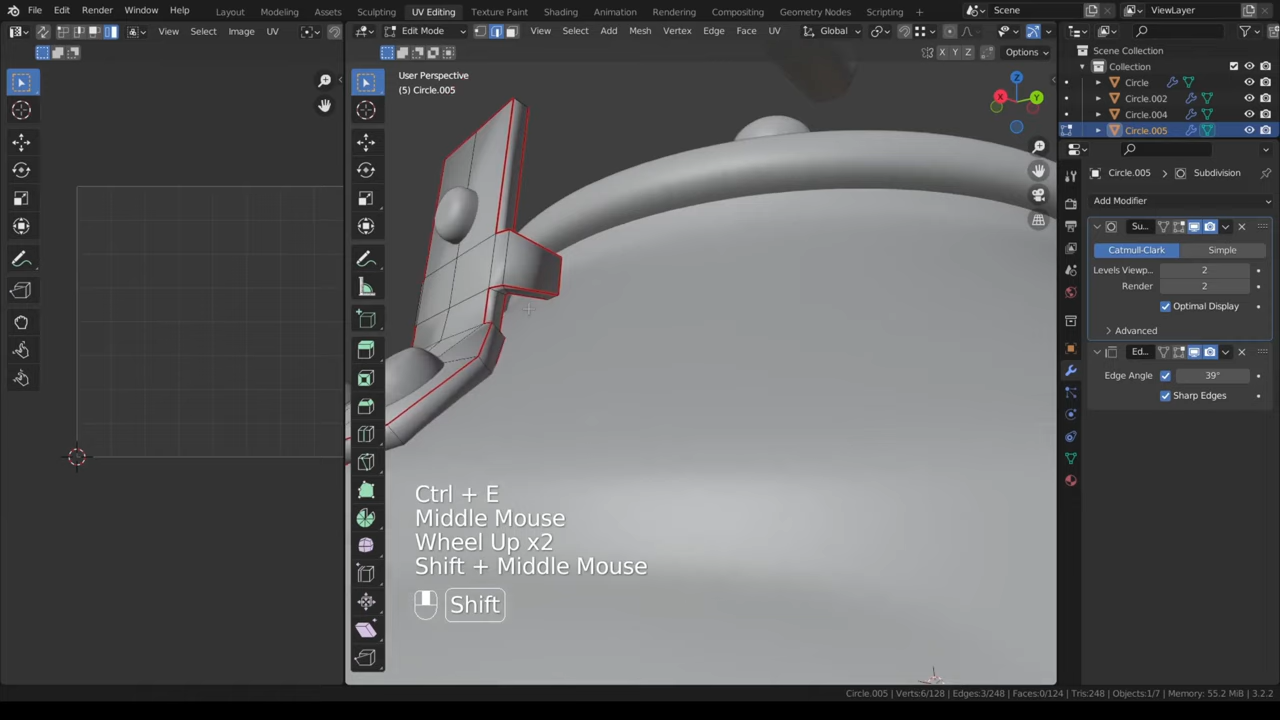 File Edit Render Window Help Layout Modeling Assets Sculpting UV Editing Texture Paint Shading Animation Rendering Compositing Geometry Nodes Scripting Scene ViewLayer
View Select Image UV Edit Mode View Select Add Mesh Vertex Edge Face UV Global
X Y Z Options
User Perspective
(5) Circle.005
Scene Collection
Collection
Circle
Circle.002
Circle.004
Circle.005
Z
X Y
Circle.005 > Subdivision
Add Modifier
Su...
Catmull-Clark Simple
Levels Viewp... 2
Render 2
Optimal Display
Advanced
Ed...
Edge Angle 39°
Sharp Edges
Ctrl + E
Middle Mouse
Wheel Up x2
Shift + Middle Mouse
Shift
Circle.005 | Verts:6/128 | Edges:3/248 | Faces:0/124 | Tris:248 | Objects:1/7 | Memory: 55.2 MiB | 3.2.2